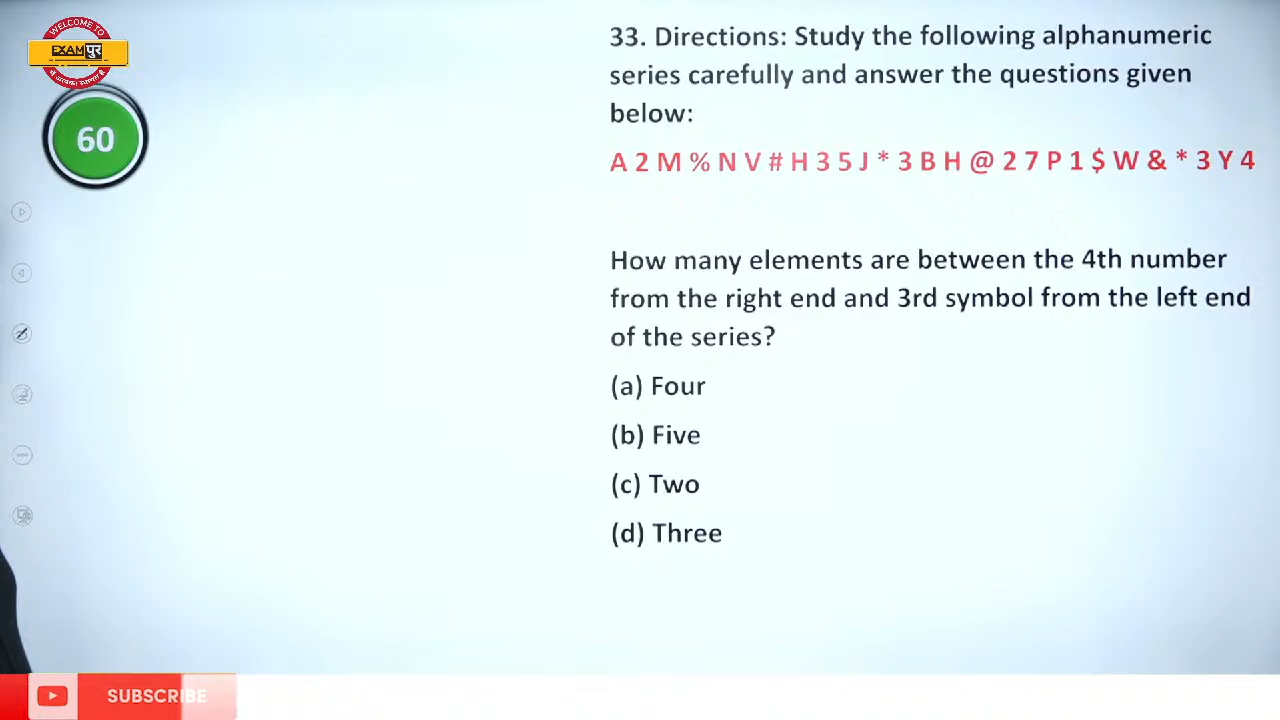 WELCOME TO
EXAMपुर
60
33. Directions: Study the following alphanumeric
series carefully and answer the questions given
below:
A 2 M % N V # H 3 5 J * 3 B H @ 2 7 P 1 $ W & * 3 Y 4
How many elements are between the 4th number
from the right end and 3rd symbol from the left end
of the series?
(a) Four
(b) Five
(c) Two
(d) Three
SUBSCRIBE